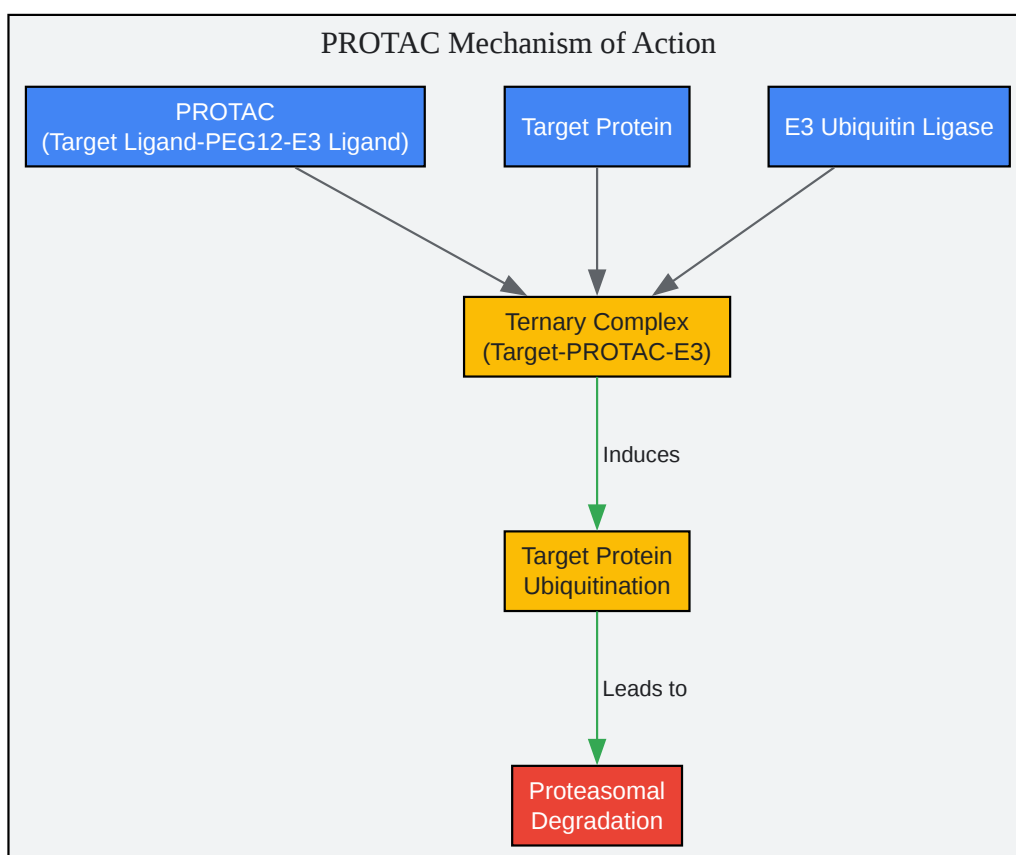 PROTAC Mechanism of Action
PROTAC
(Target Ligand-PEG12-E3 Ligand)
Target Protein
E3 Ubiquitin Ligase
Ternary Complex
(Target-PROTAC-E3)
Induces
Target Protein
Ubiquitination
Leads to
Proteasomal
Degradation